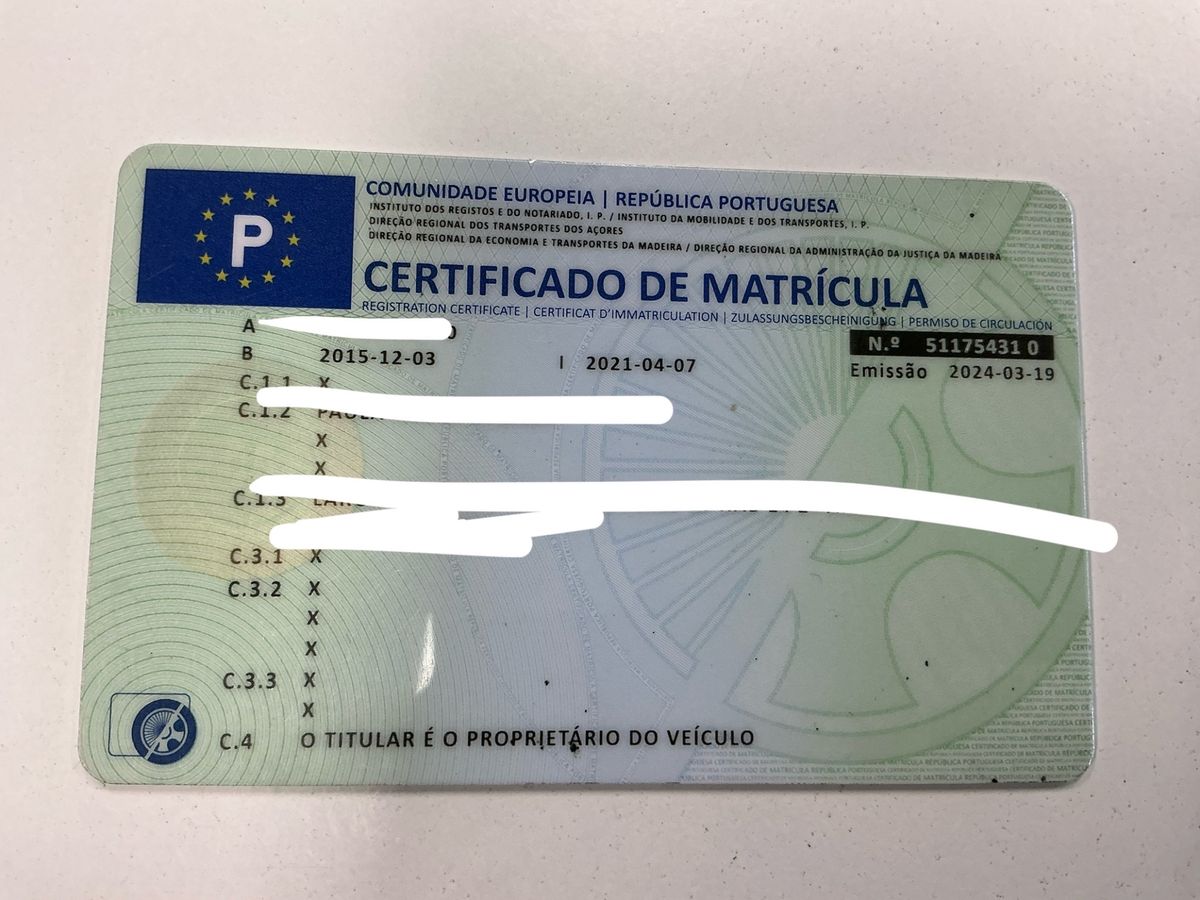 P
COMUNIDADE EUROPEIA | REPÚBLICA PORTUGUESA
INSTITUTO DOS REGISTOS E DO NOTARIADO, I. P. / INSTITUTO DA MOBILIDADE E DOS TRANSPORTES, I. P.
DIREÇÃO REGIONAL DOS TRANSPORTES DOS AÇORES
DIREÇÃO REGIONAL DA ECONOMIA E TRANSPORTES DA MADEIRA / DIREÇÃO REGIONAL DA ADMINISTRAÇÃO DA JUSTIÇA DA MADEIRA
CERTIFICADO DE MATRÍCULA
REGISTRATION CERTIFICATE | CERTIFICAT D'IMMATRICULATION | ZULASSUNGSBESCHEINIGUNG | PERMISO DE CIRCULACIÓN
A
N.º 51175431 0
B 2015-12-03 I 2021-04-07
Emissão 2024-03-19
C.1.1 X
C.1.2
X
X
C.1.3
C.3.1 X
C.3.2 X
X
X
C.3.3 X
X
C.4 O TITULAR É O PROPRIETÁRIO DO VEÍCULO